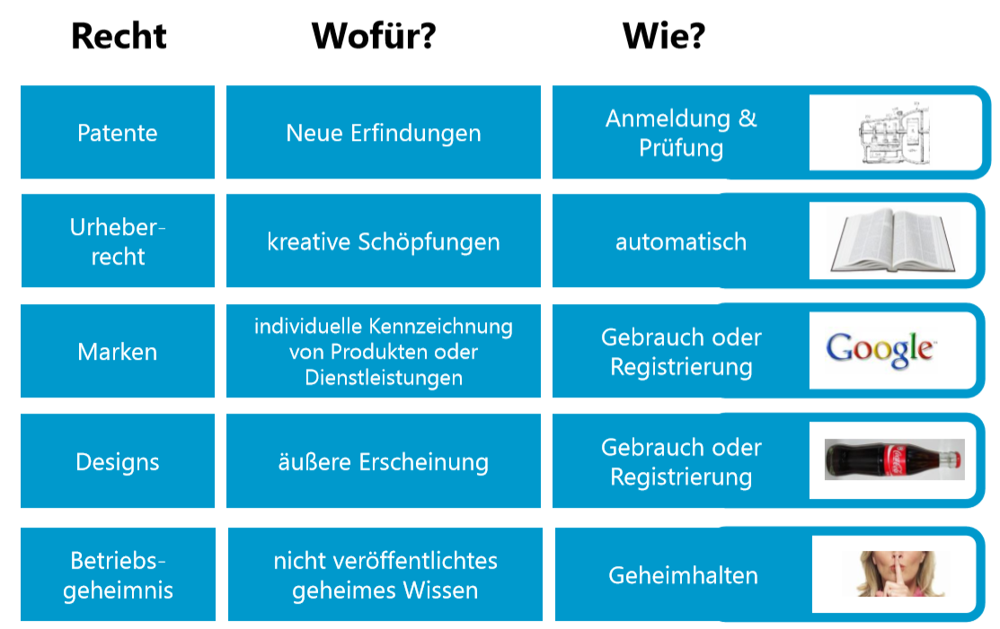 Recht
Wofür?
Wie?
Patente
Neue Erfindungen
Anmeldung &
Prüfung
Urheber-
recht
kreative Schöpfungen
automatisch
Marken
individuelle Kennzeichnung
von Produkten oder
Dienstleistungen
Gebrauch oder
Registrierung
Google™
Designs
äußere Erscheinung
Gebrauch oder
Registrierung
Coca-Cola
Betriebs-
geheimnis
nicht veröffentlichtes
geheimes Wissen
Geheimhalten